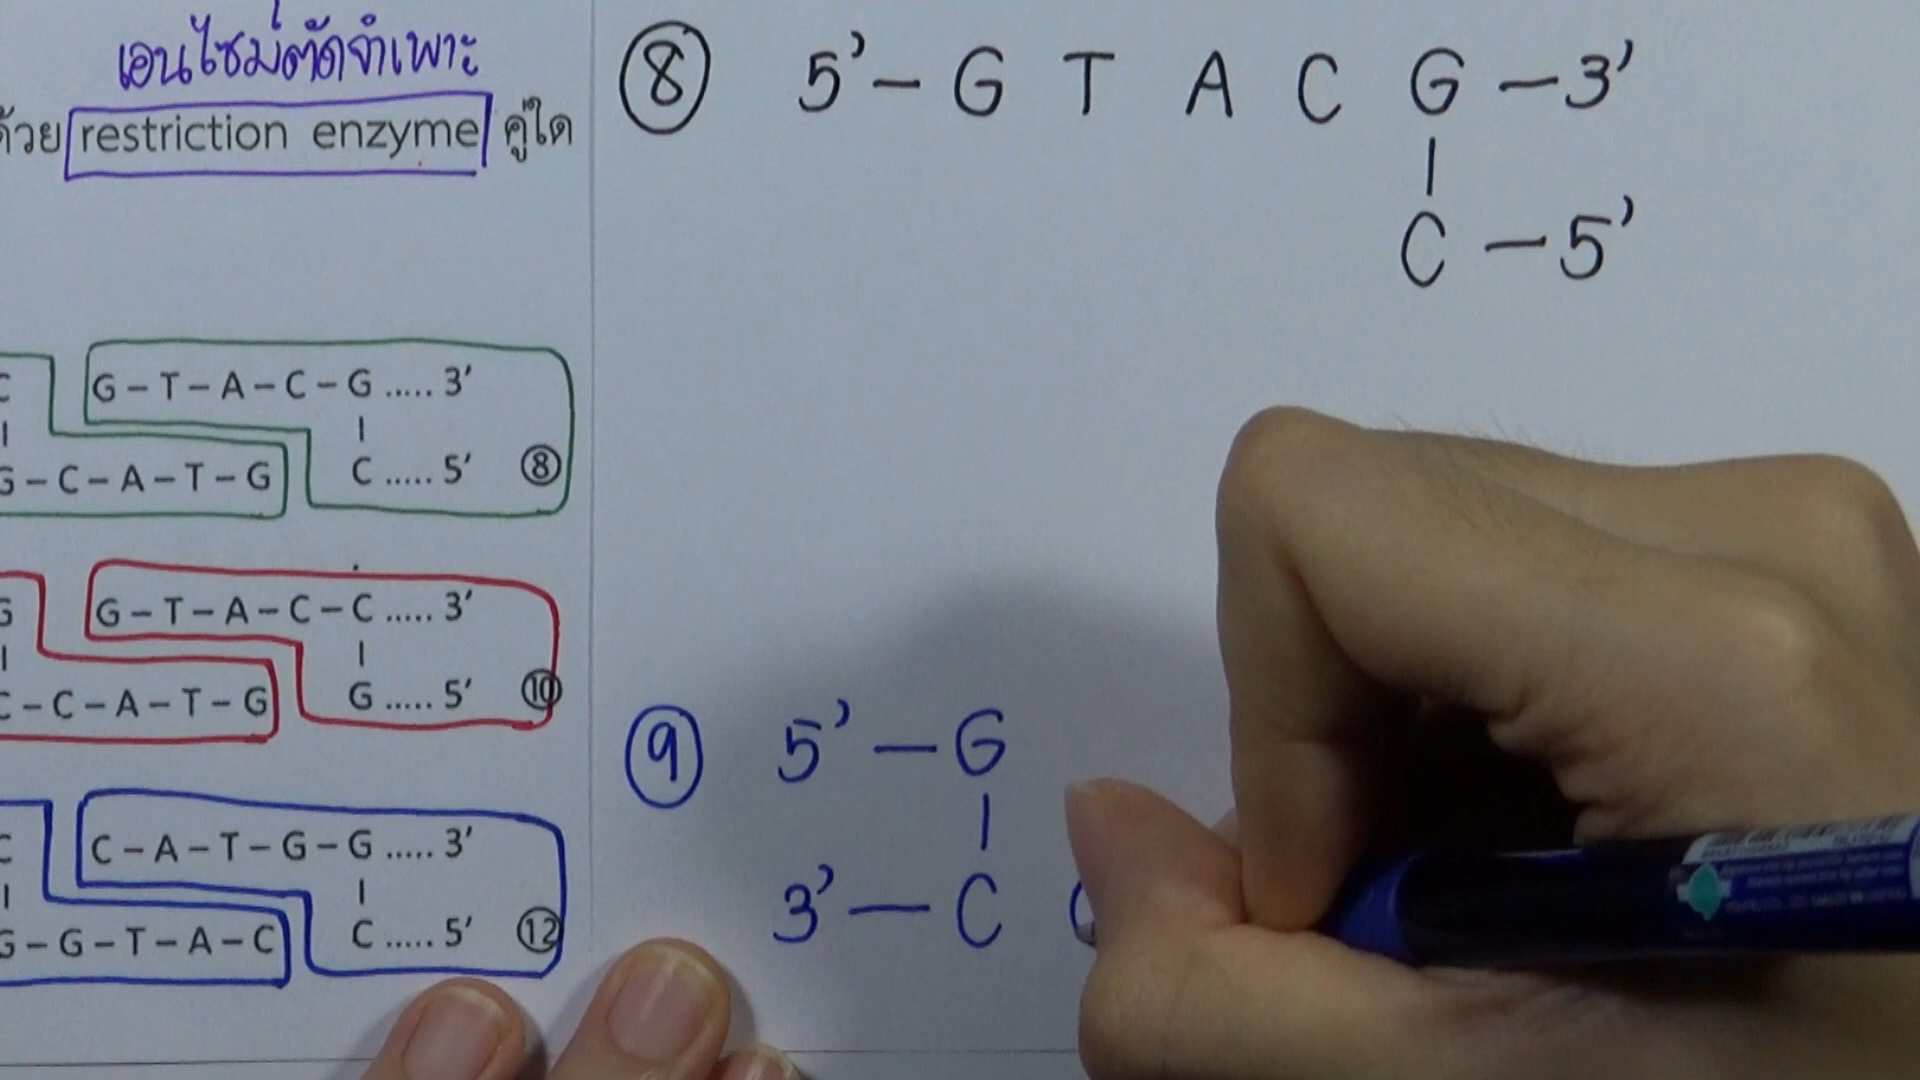 เอนไซม์ตัดจำเพาะ
ด้วย restriction enzyme คู่ใด
C G – T – A – C – G ..... 3’
G – C – A – T – G C ..... 5’ ⑧
G G – T – A – C – C ..... 3’
C – C – A – T – G G ..... 5’ ⑩
C C – A – T – G – G ..... 3’
G – G – T – A – C C ..... 5’ ⑫
⑧ 5’ – G T A C G – 3’
C – 5’
⑨ 5’ – G
3’ – C